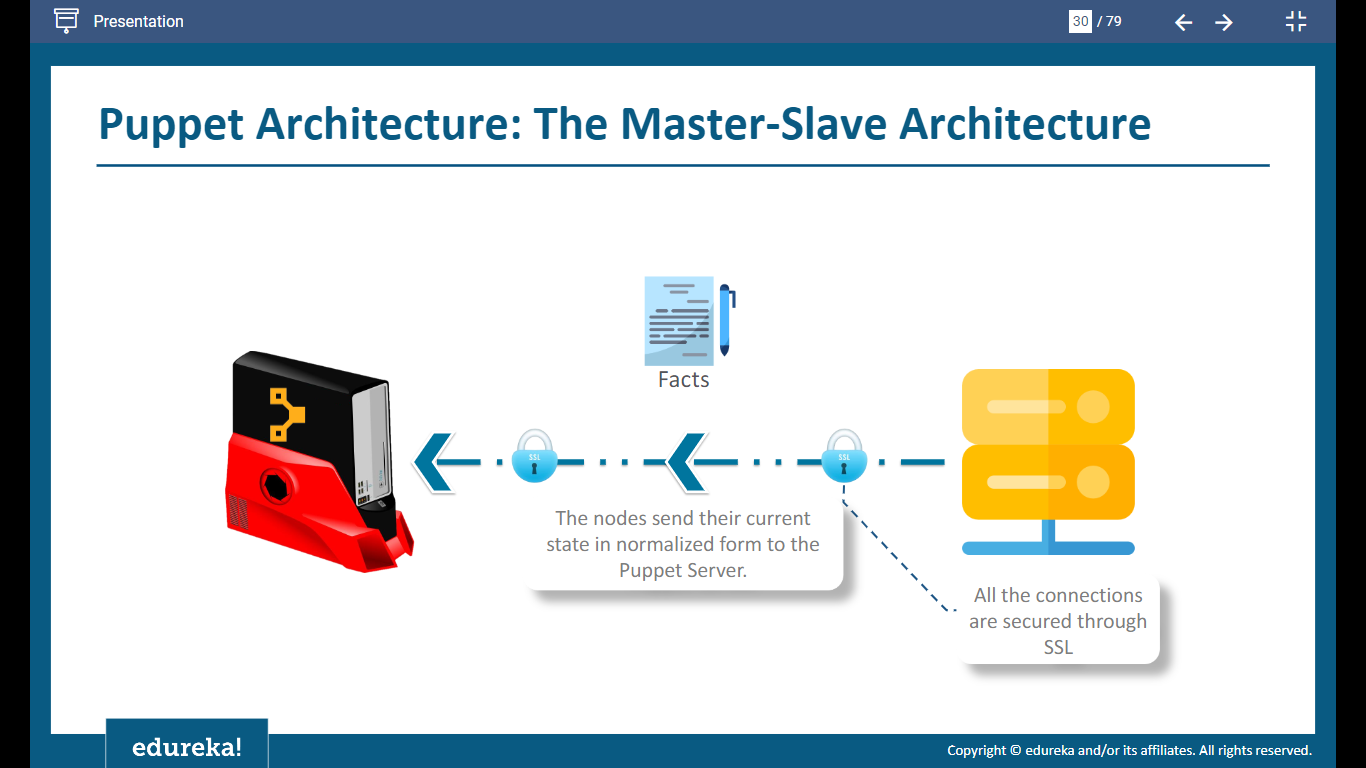 Presentation
30 / 79
Puppet Architecture: The Master-Slave Architecture
Facts
SSL
SSL
The nodes send their current
state in normalized form to the
Puppet Server.
All the connections
are secured through
SSL
edureka!
Copyright © edureka and/or its affiliates. All rights reserved.